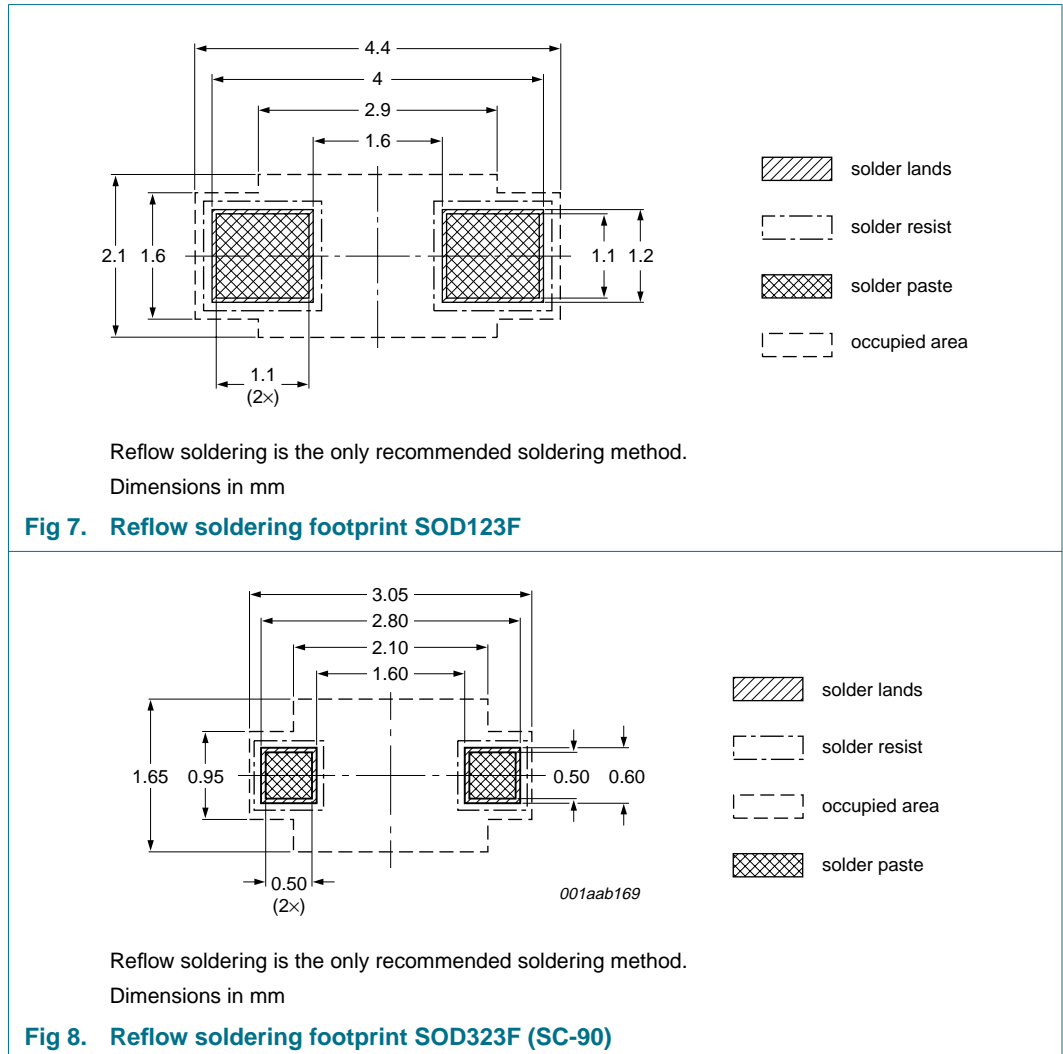 4.4
4
2.9
1.6
2.1 1.6 1.1 1.2
1.1
(2×)
solder lands
solder resist
solder paste
occupied area
Reflow soldering is the only recommended soldering method.
Dimensions in mm
Fig 7. Reflow soldering footprint SOD123F
3.05
2.80
2.10
1.60
1.65 0.95 0.50 0.60
0.50
(2×)
001aab169
solder lands
solder resist
occupied area
solder paste
Reflow soldering is the only recommended soldering method.
Dimensions in mm
Fig 8. Reflow soldering footprint SOD323F (SC-90)